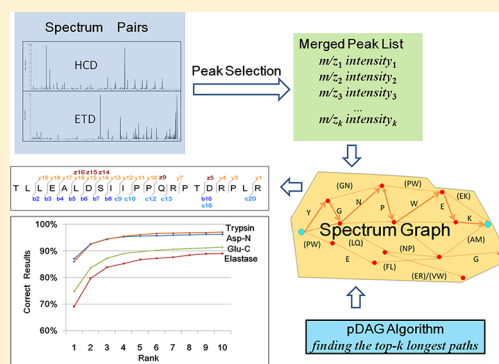 Spectrum Pairs
HCD
ETD
Peak Selection
Merged Peak List
m/z1 intensity1
m/z2 intensity2
m/z3 intensity3
...
m/zk intensityk
z16 z15 z14 z9 z5
y19 y18 y17 y16 y15 y14 y13 y12 y11 y10 y7 y4 y3 y1
T L L E A L D S I I P P Q R P T D R P L R
b2 b3 b4 b5 b6 b7 b8 c9 c10 c12 c13 b16 c20
c16
Correct Results
100%
90%
80%
70%
60%
Trypsin
Asp-N
Glu-C
Elastase
1 2 3 4 5 6 7 8 9 10
Rank
(GN) (PW) (EK)
Y G N P W E K
Spectrum Graph
(PW) (LQ) (NP) (AM)
E (FL) G
(ER)/(VW)
pDAG Algorithm
finding the top-k longest paths